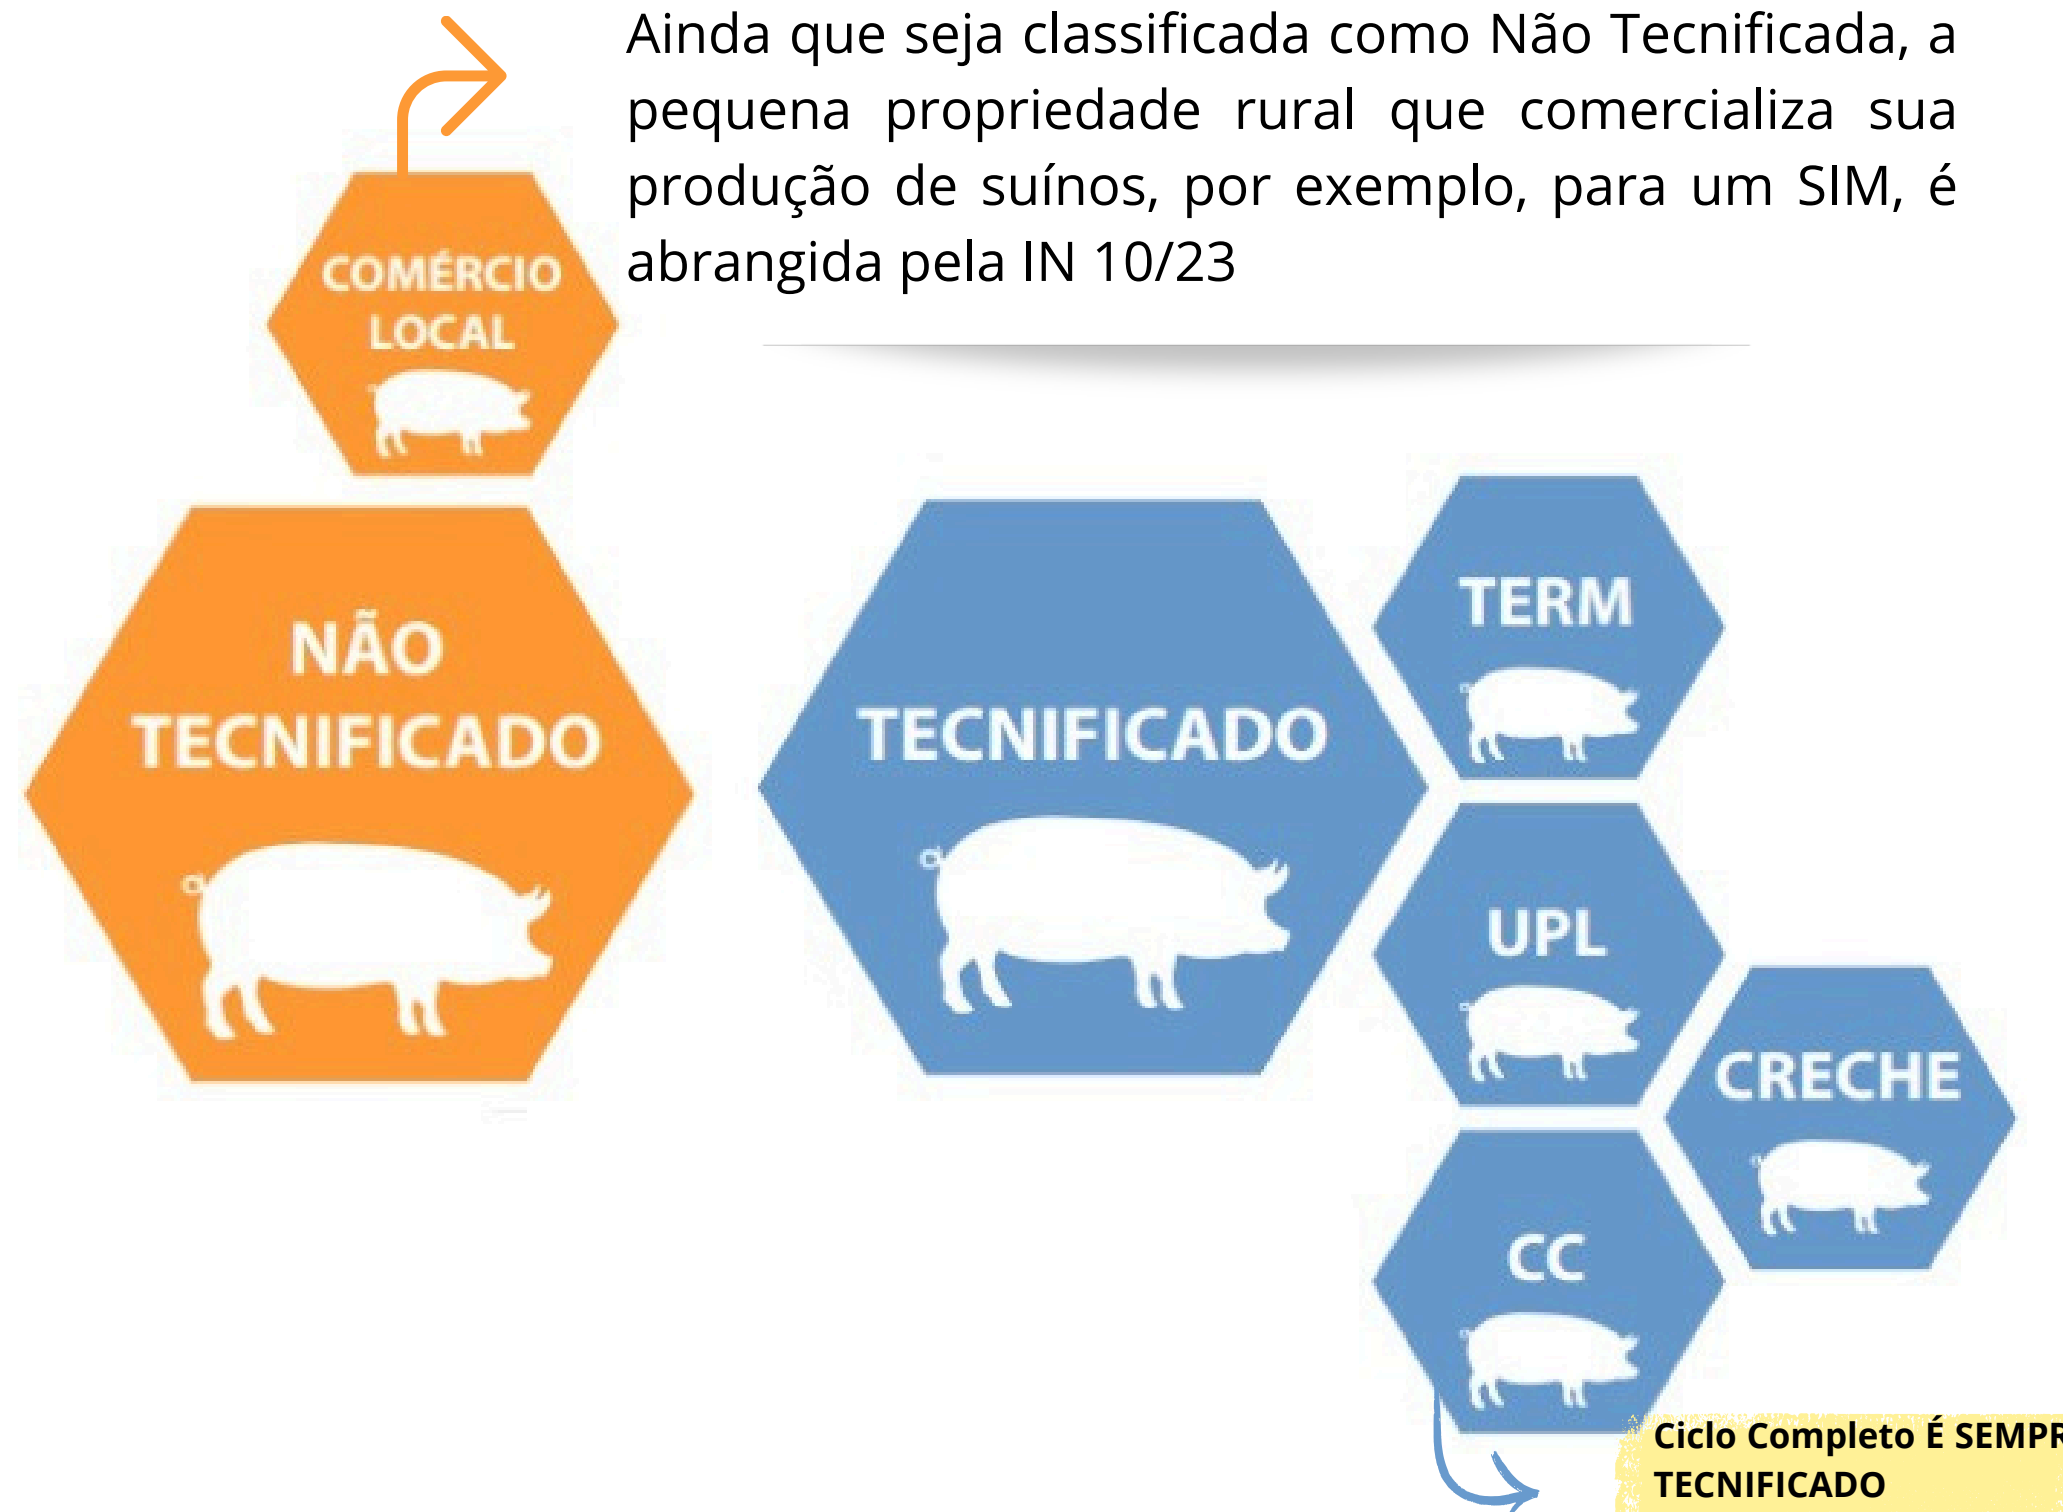 Ainda que seja classificada como Não Tecnificada, a
pequena propriedade rural que comercializa sua
produção de suínos, por exemplo, para um SIM, é
abrangida pela IN 10/23
COMÉRCIO
LOCAL
NÃO
TECNIFICADO
TECNIFICADO
TERM
UPL
CRECHE
CC
Ciclo Completo É SEMPR
TECNIFICADO